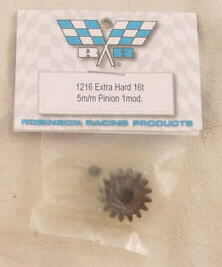 R R
1216 Extra Hard 16t
5m/m Pinion 1mod.
ROBINSON RACING PRODUCTS